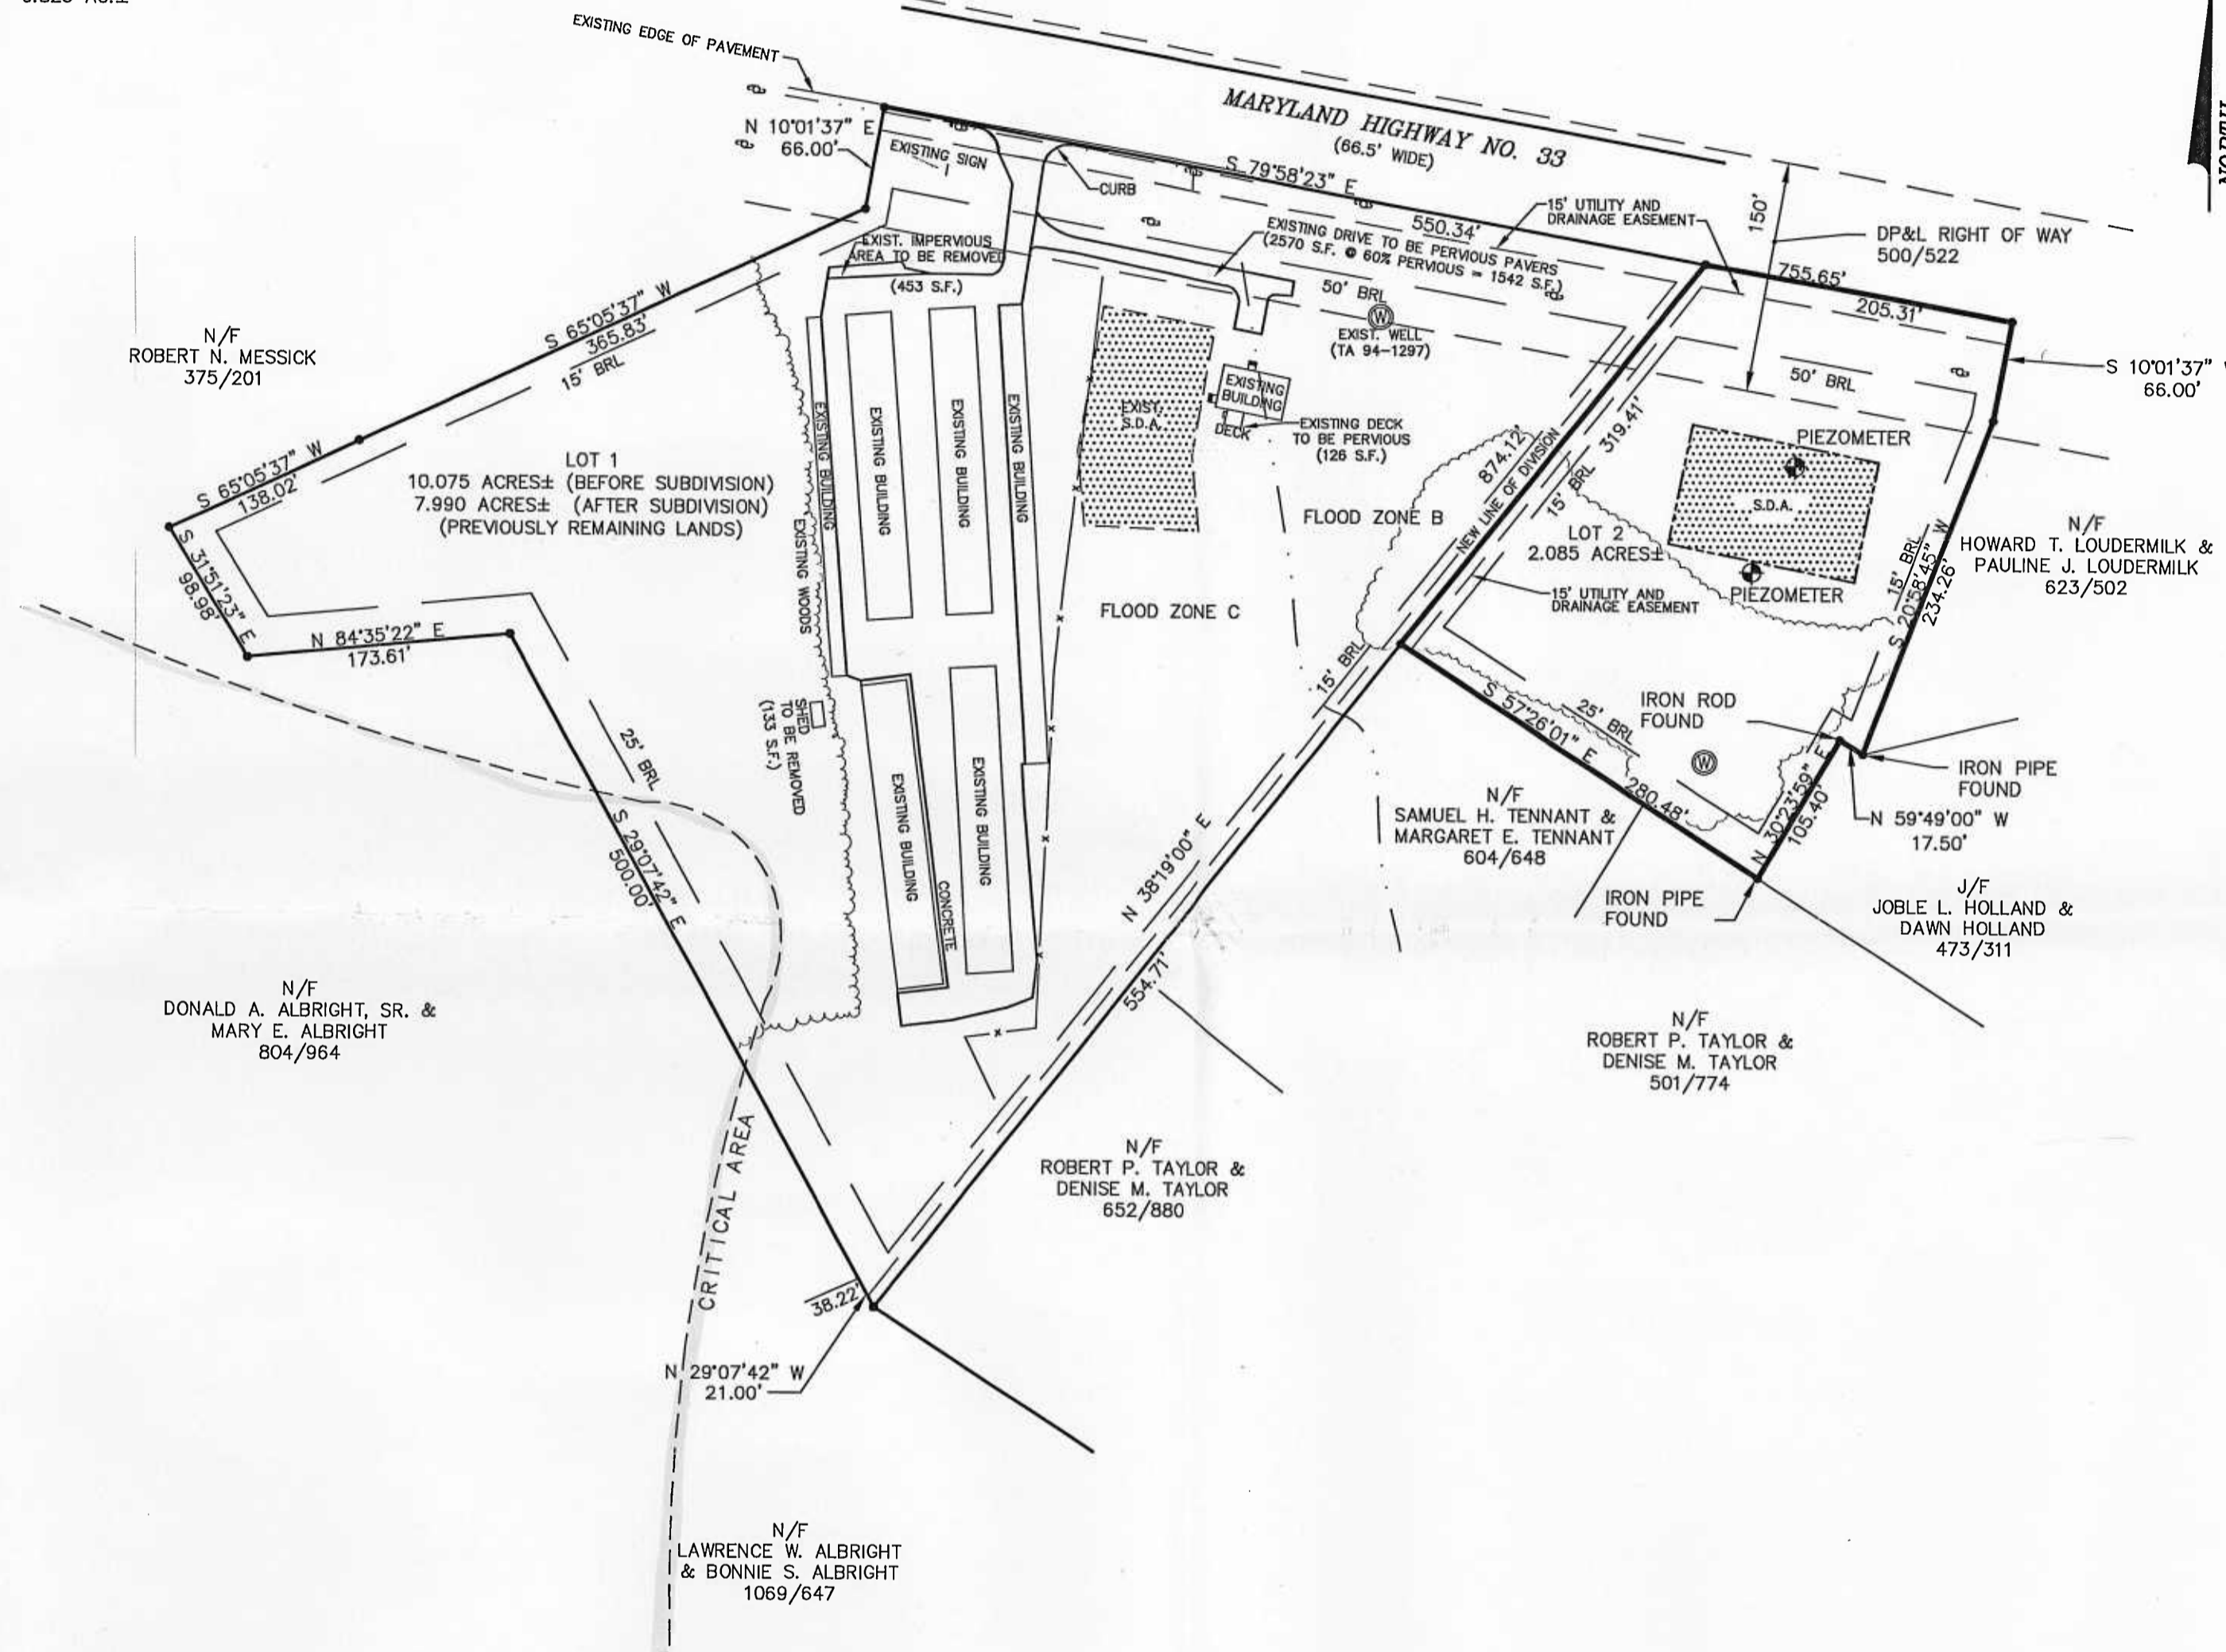 EXISTING EDGE OF PAVEMENT
MARYLAND HIGHWAY NO. 33
(66.5' WIDE)
N 10°01'37" E
66.00'
EXISTING SIGN
CURB
S 79°58'23" E
550.34'
15' UTILITY AND
DRAINAGE EASEMENT
150'
DP&L RIGHT OF WAY
500/522
755.65'
205.31'
S 10°01'37"
66.00'
EXIST. IMPERVIOUS
AREA TO BE REMOVED
(453 S.F.)
EXISTING DRIVE TO BE PERVIOUS PAVERS
(2570 S.F. @ 60% PERVIOUS = 1542 S.F.)
50' BRL
W
EXIST. WELL
(TA 94-1297)
50' BRL
S 65°05'37" W
365.83'
15' BRL
N/F
ROBERT N. MESSICK
375/201
EXISTING
BUILDING
DECK
EXISTING DECK
TO BE PERVIOUS
(126 S.F.)
EXIST.
S.D.A.
874.12'
NEW LINE OF DIVISION
319.41'
15' BRL
PIEZOMETER
S.D.A.
PIEZOMETER
LOT 2
2.085 ACRES±
15' UTILITY AND
DRAINAGE EASEMENT
15' BRL
S 20°58'45" W
234.26'
N/F
HOWARD T. LOUDERMILK &
PAULINE J. LOUDERMILK
623/502
S 65°05'37" W
138.02'
LOT 1
10.075 ACRES± (BEFORE SUBDIVISION)
7.990 ACRES± (AFTER SUBDIVISION)
(PREVIOUSLY REMAINING LANDS)
EXISTING BUILDING
EXISTING BUILDING
EXISTING BUILDING
EXISTING BUILDING
EXISTING WOODS
FLOOD ZONE B
FLOOD ZONE C
S 31°51'23" E
98.98'
N 84°35'22" E
173.61'
25' BRL
SHED
TO BE REMOVED
(133 S.F.)
EXISTING BUILDING
EXISTING BUILDING
CONCRETE
15' BRL
S 57°26'01" E
280.48'
25' BRL
IRON ROD
FOUND
W
N 30°23'59" E
105.40'
IRON PIPE
FOUND
N 59°49'00" W
17.50'
S 29°07'42" E
500.00'
N 38°19'00" E
554.71'
N/F
SAMUEL H. TENNANT &
MARGARET E. TENNANT
604/648
IRON PIPE
FOUND
J/F
JOBLE L. HOLLAND &
DAWN HOLLAND
473/311
N/F
DONALD A. ALBRIGHT, SR. &
MARY E. ALBRIGHT
804/964
N/F
ROBERT P. TAYLOR &
DENISE M. TAYLOR
501/774
N/F
ROBERT P. TAYLOR &
DENISE M. TAYLOR
652/880
CRITICAL AREA
38.22'
N 29°07'42" W
21.00'
N/F
LAWRENCE W. ALBRIGHT
& BONNIE S. ALBRIGHT
1069/647